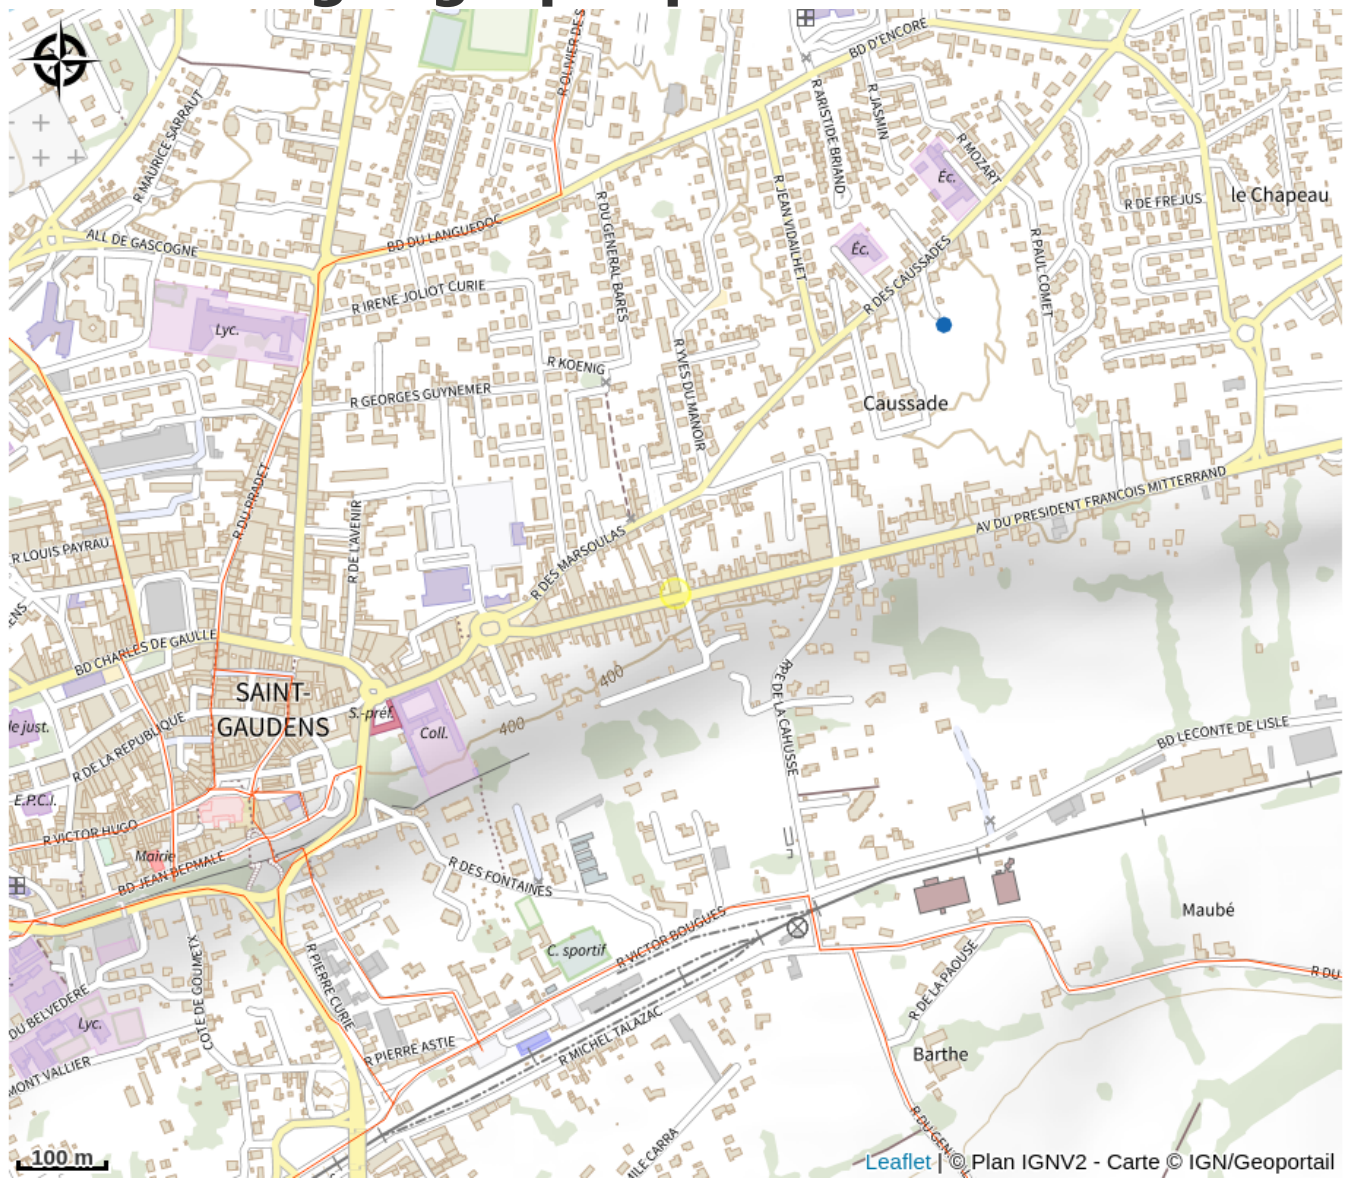 R OLIVIER DES
BD D'ENCORE
R MAURICE SARRAUT
R ARISTIDE BRIAND
R JASMIN
R MOZART
Éc.
le Chapeau
R DE FREJUS
R JEAN VIDAILHET
R DU GENERAL BARES
ALL DE GASCOGNE
BD DU LANGUEDOC
R PAUL COMET
Éc.
R DES CAUSSADES
R IRENE JOLIOT CURIE
Lyc.
R KOENIG
R YVES DU MANOIR
R GEORGES GUYNEMER
Caussade
R DU PRADET
R DE L'AVENIR
AV DU PRESIDENT FRANCOIS MITTERRAND
R LOUIS PAYRAU
R DES MARSOULAS
ENS
BD CHARLES DE GAULLE
400
SAINT-
GAUDENS
S.-préf.
400
Coll.
le just.
R DE LA REPUBLIQUE
R DE LA CAHUSSE
BD LECONTE DE LISLE
E.P.C.I.
R VICTOR HUGO
Mairie
BD JEAN BEPMALE
R DES FONTAINES
R VICTOR BOUGUES
Maubé
C. sportif
COTE DE GOUMETX
R PIERRE CURIE
R DE LA PAOUSE
R DU
DU BELVEDERE
Lyc.
R MICHEL TALAZAC
R PIERRE ASTIE
Barthe
MONT VALLIER
R DU GEN
MILE CARRA
100 m
Leaflet | © Plan IGNV2 - Carte © IGN/Geoportail